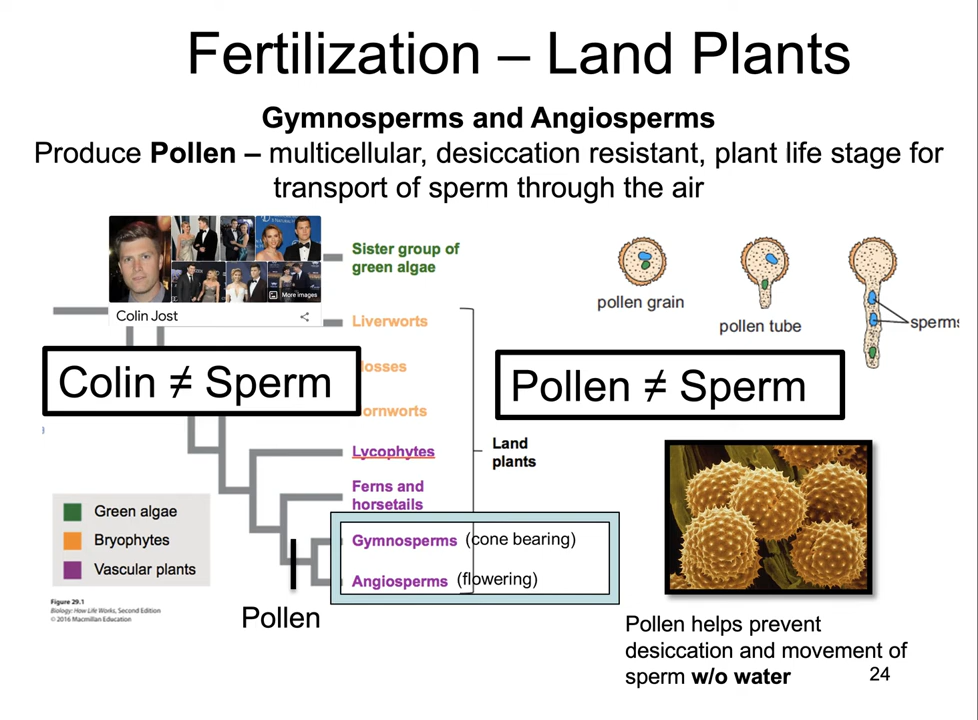 Fertilization – Land Plants
Gymnosperms and Angiosperms
Produce Pollen – multicellular, desiccation resistant, plant life stage for
transport of sperm through the air
More images
Colin Jost
Sister group of
green algae
Liverworts
losses
ornworts
Lycophytes
Ferns and
horsetails
Gymnosperms (cone bearing)
Angiosperms (flowering)
Land
plants
Colin ≠ Sperm
Green algae
Bryophytes
Vascular plants
Figure 29.1
Biology: How Life Works, Second Edition
© 2016 Macmillan Education
Pollen
pollen grain
pollen tube
sperms
Pollen ≠ Sperm
Pollen helps prevent
desiccation and movement of
sperm w/o water
24